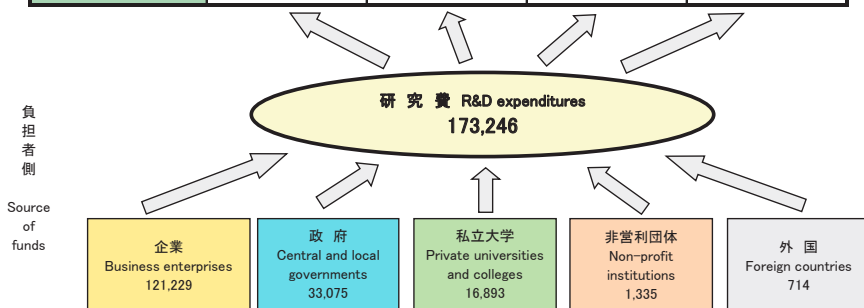 研 究 費 R&D expenditures
173,246
負
担
者
側
Source
of
funds
企業
Business enterprises
121,229
政 府
Central and local
governments
33,075
私立大学
Private universities
and colleges
16,893
非営利団体
Non-profit
institutions
1,335
外 国
Foreign countries
714